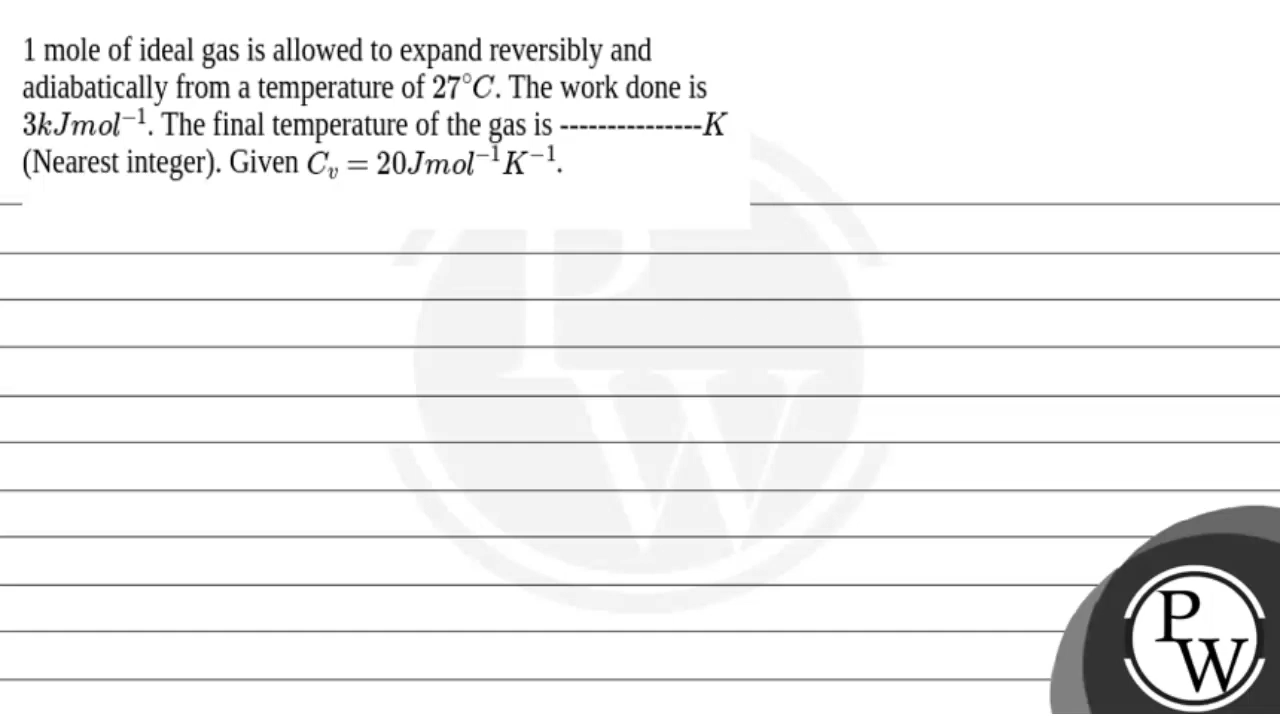 1 mole of ideal gas is allowed to expand reversibly and
adiabatically from a temperature of 27°C. The work done is
3kJmol⁻¹. The final temperature of the gas is ---------------K
(Nearest integer). Given Cᵥ = 20Jmol⁻¹K⁻¹.
P
W
P
W